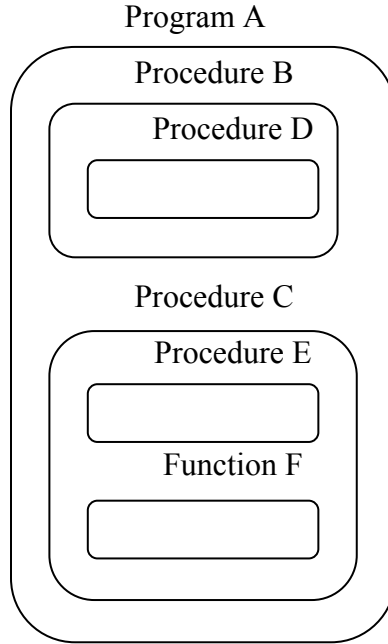 Program A
Procedure B
Procedure D
Procedure C
Procedure E
Function F